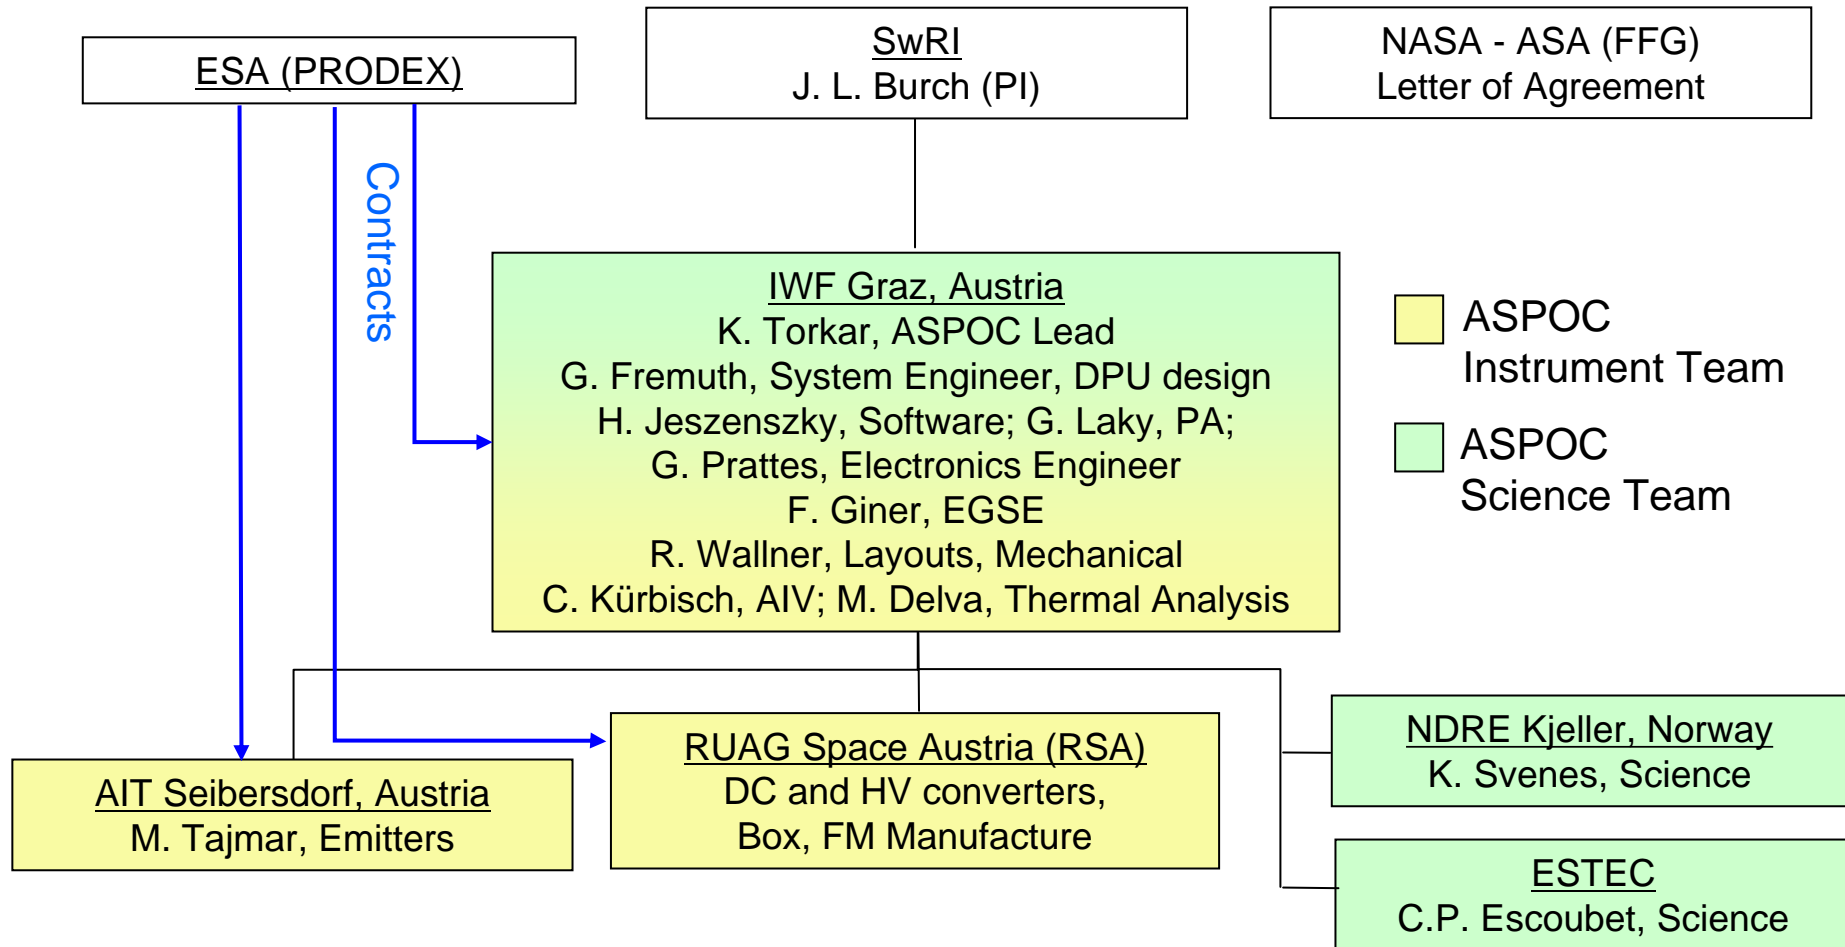 ESA (PRODEX)
SwRI
J. L. Burch (PI)
NASA - ASA (FFG)
Letter of Agreement
Contracts
IWF Graz, Austria
K. Torkar, ASPOC Lead
G. Fremuth, System Engineer, DPU design
H. Jeszenszky, Software; G. Laky, PA;
G. Prattes, Electronics Engineer
F. Giner, EGSE
R. Wallner, Layouts, Mechanical
C. Kürbisch, AIV; M. Delva, Thermal Analysis
ASPOC
Instrument Team
ASPOC
Science Team
AIT Seibersdorf, Austria
M. Tajmar, Emitters
RUAG Space Austria (RSA)
DC and HV converters,
Box, FM Manufacture
NDRE Kjeller, Norway
K. Svenes, Science
ESTEC
C.P. Escoubet, Science